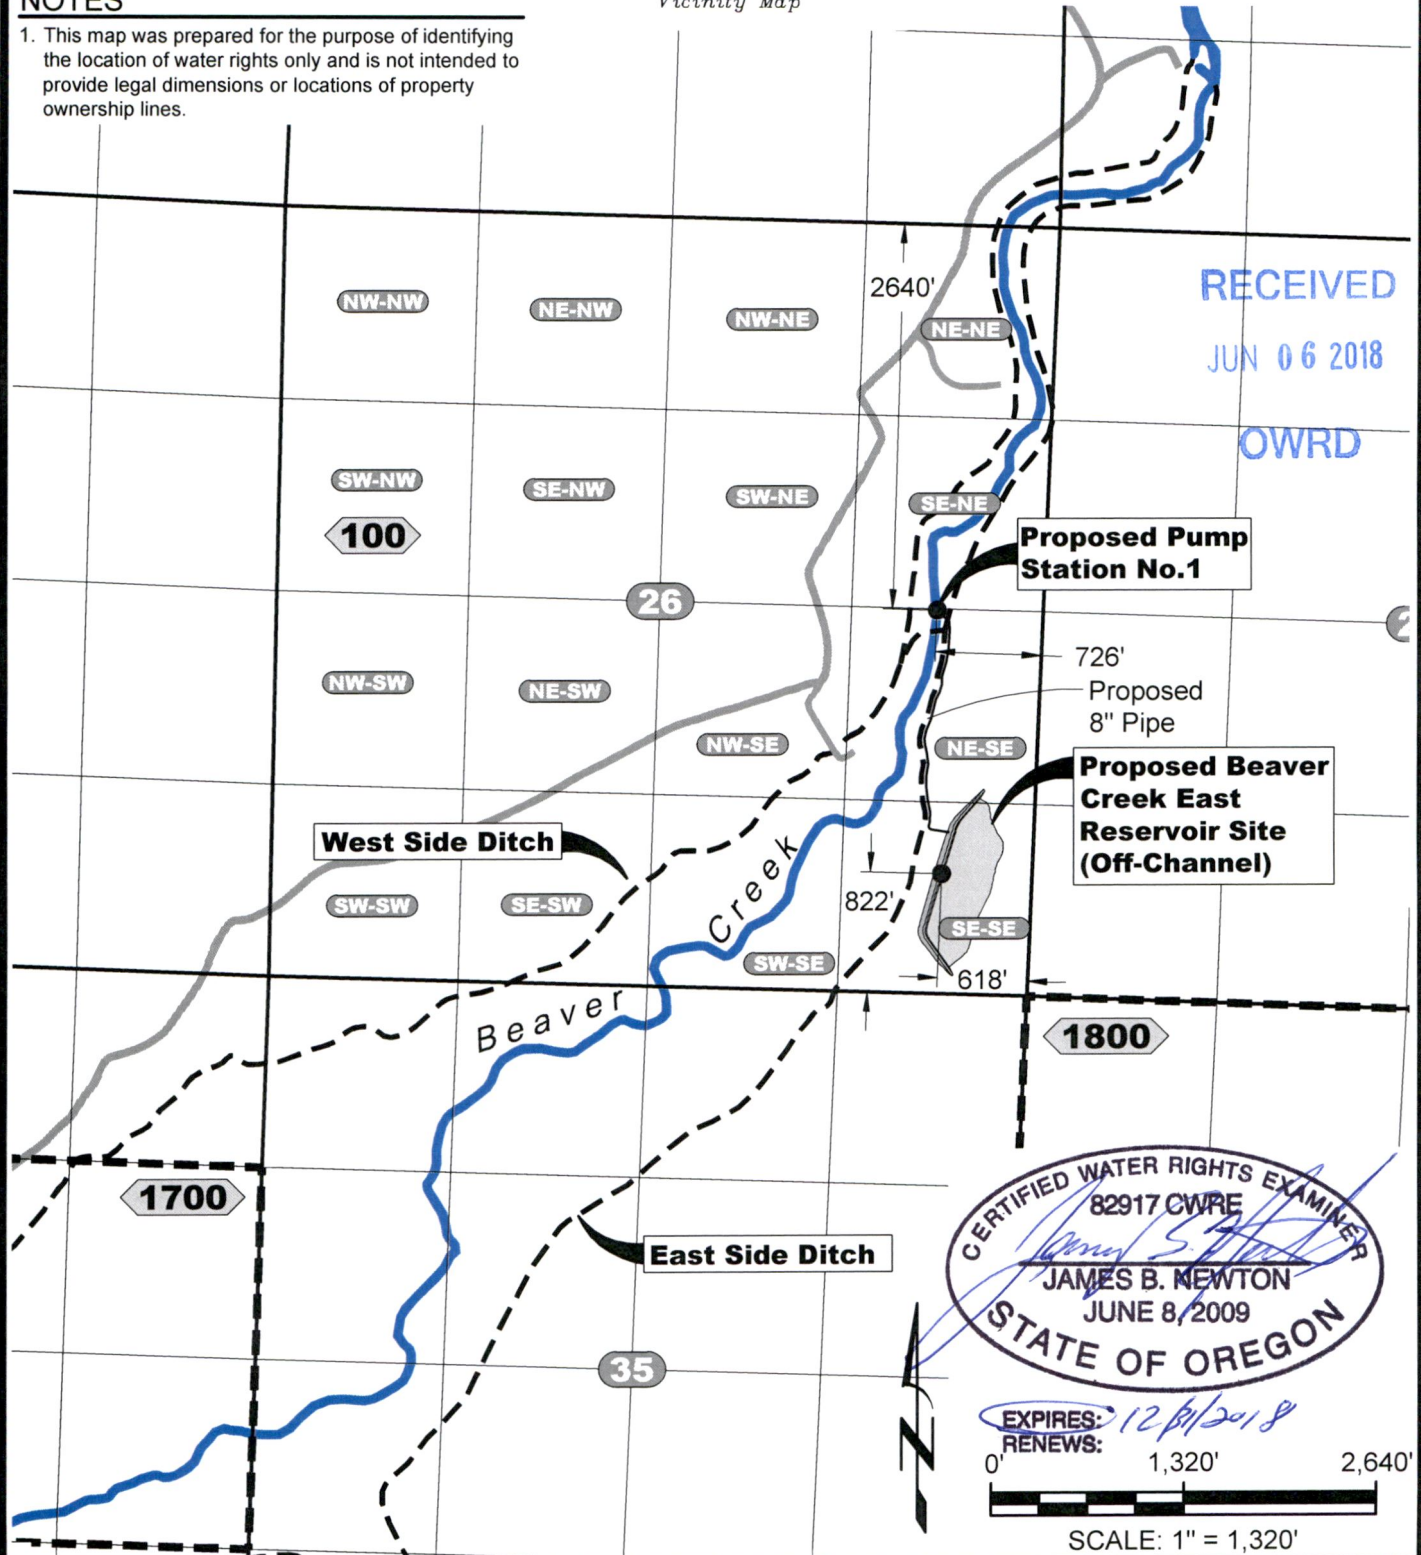 NOTES
Vicinity Map
1. This map was prepared for the purpose of identifying
the location of water rights only and is not intended to
provide legal dimensions or locations of property
ownership lines.
2640'
RECEIVED
JUN 06 2018
OWRD
NW-NW
NE-NW
NW-NE
NE-NE
SW-NW
SE-NW
SW-NE
SE-NE
100
Proposed Pump
Station No.1
26
2
726'
Proposed
8" Pipe
NW-SW
NE-SW
NW-SE
NE-SE
Proposed Beaver
Creek East
Reservoir Site
(Off-Channel)
West Side Ditch
822'
SW-SW
SE-SW
Beaver Creek
SW-SE
SE-SE
618'
1800
1700
East Side Ditch
35
CERTIFIED WATER RIGHTS EXAMINER
82917 CWRE
JAMES B. NEWTON
JUNE 8, 2009
STATE OF OREGON
EXPIRES: 12/31/2018
RENEWS:
N
0' 1,320' 2,640'
SCALE: 1" = 1,320'